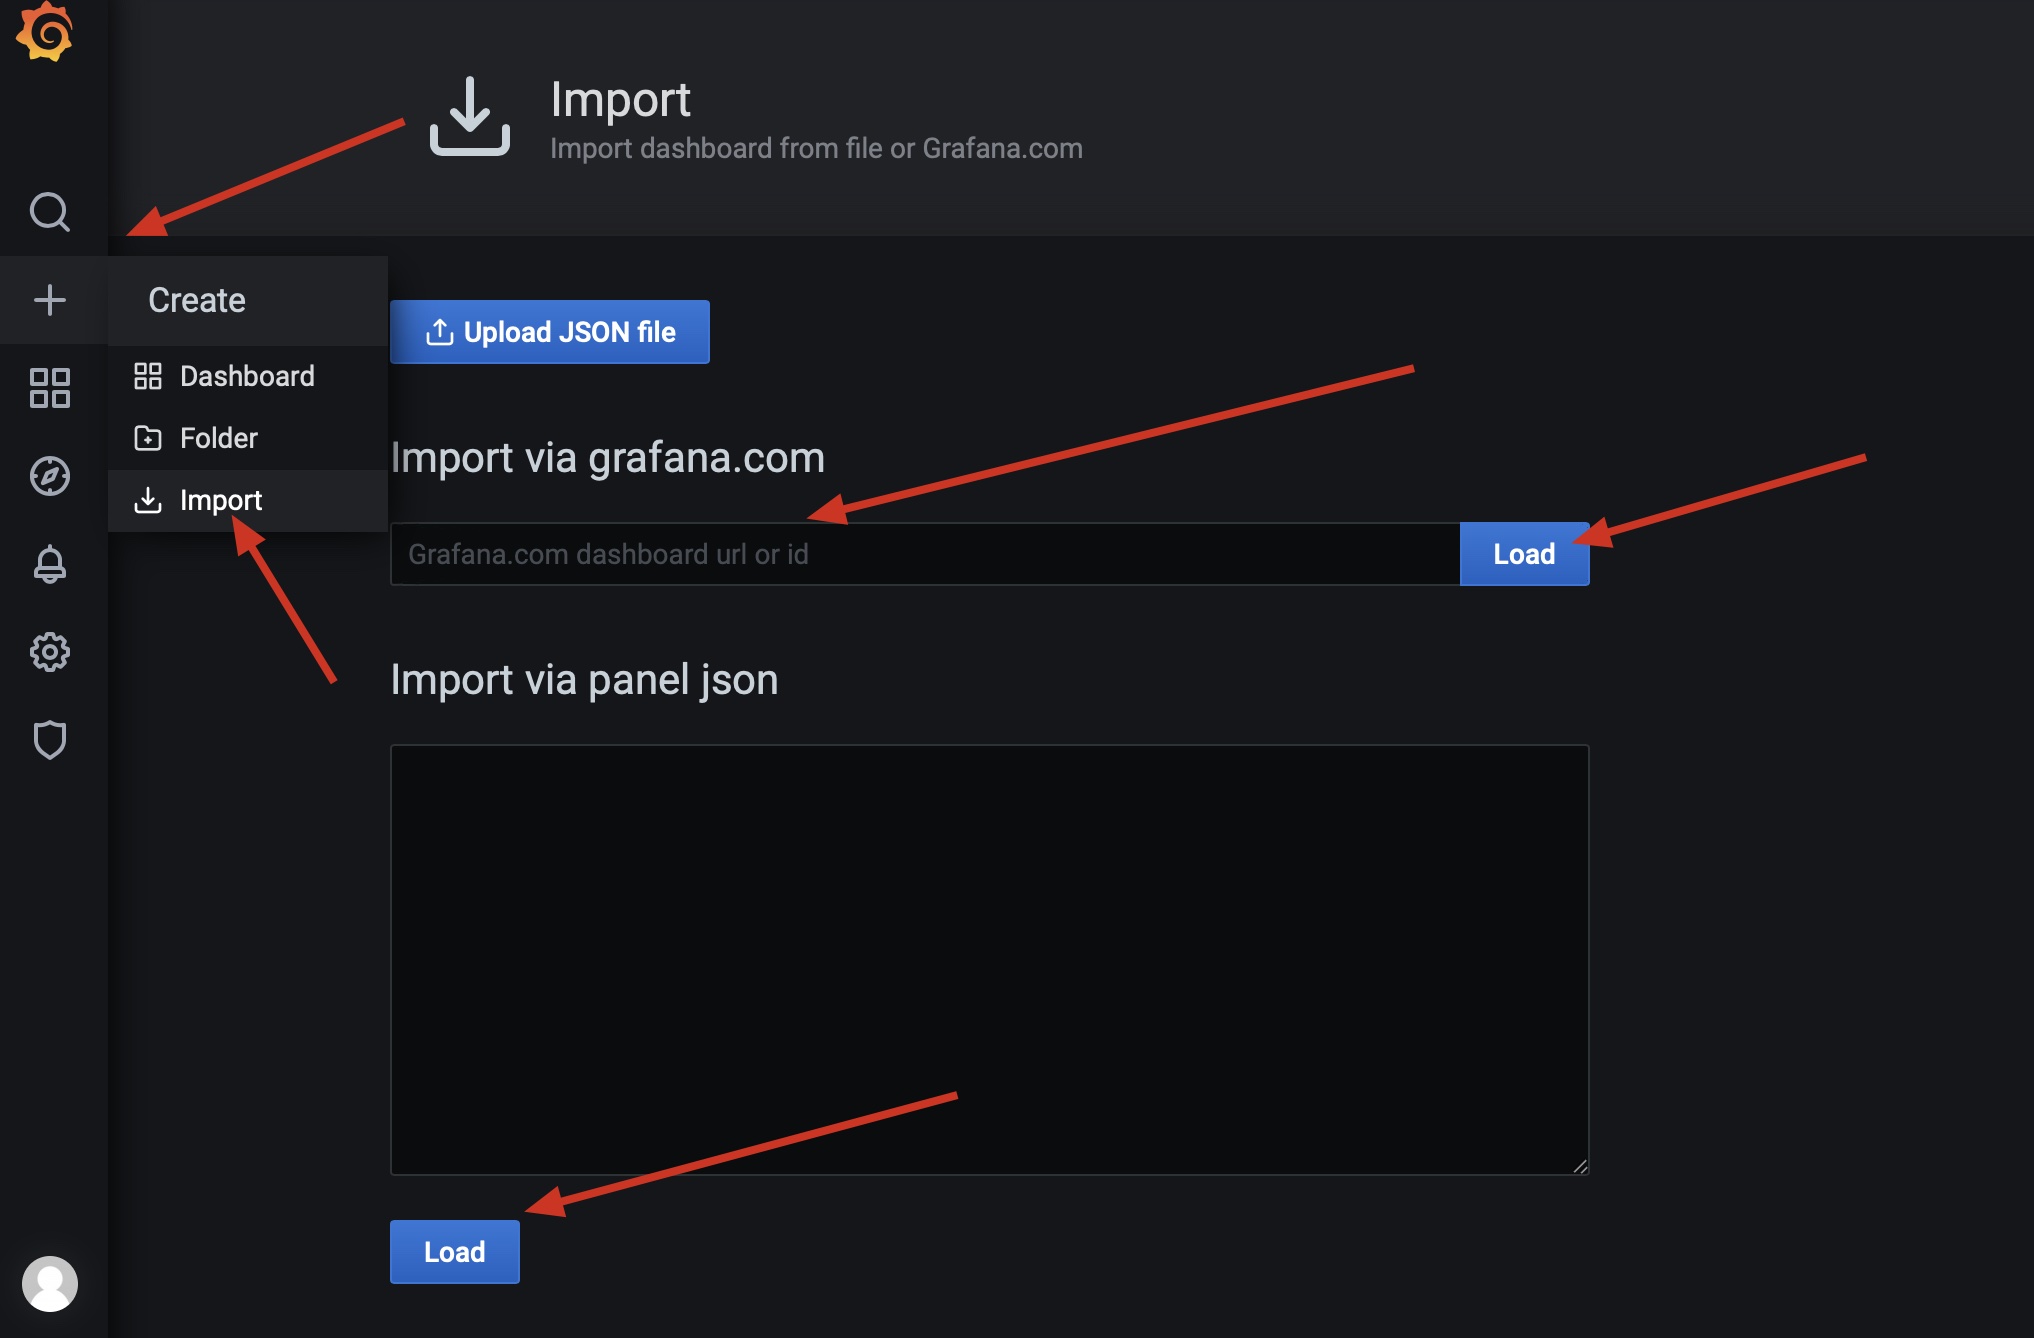 Import
Import dashboard from file or Grafana.com
Create
Dashboard
Folder
Import
Upload JSON file
Import via grafana.com
Grafana.com dashboard url or id
Load
Import via panel json
Load